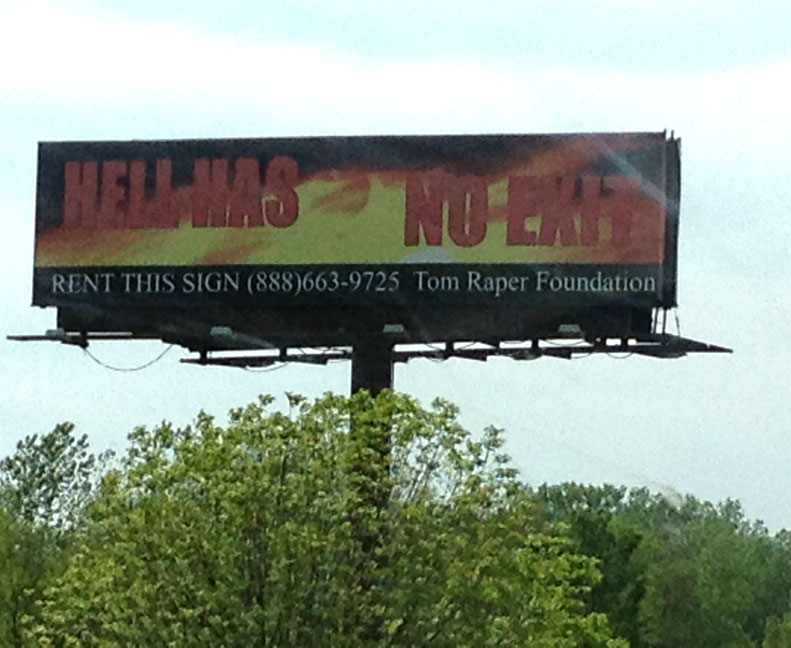 HELL HAS NO EXIT
RENT THIS SIGN (888)663-9725 Tom Raper Foundation